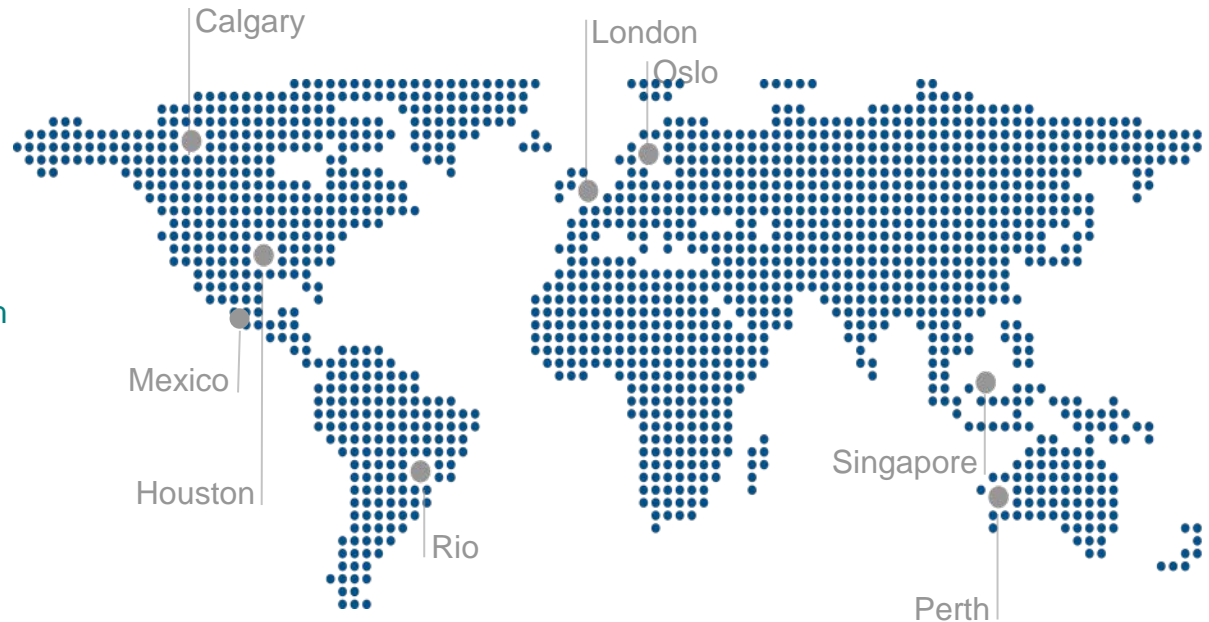 Calgary
London
Oslo
n
Mexico
Singapore
Houston
Rio
Perth